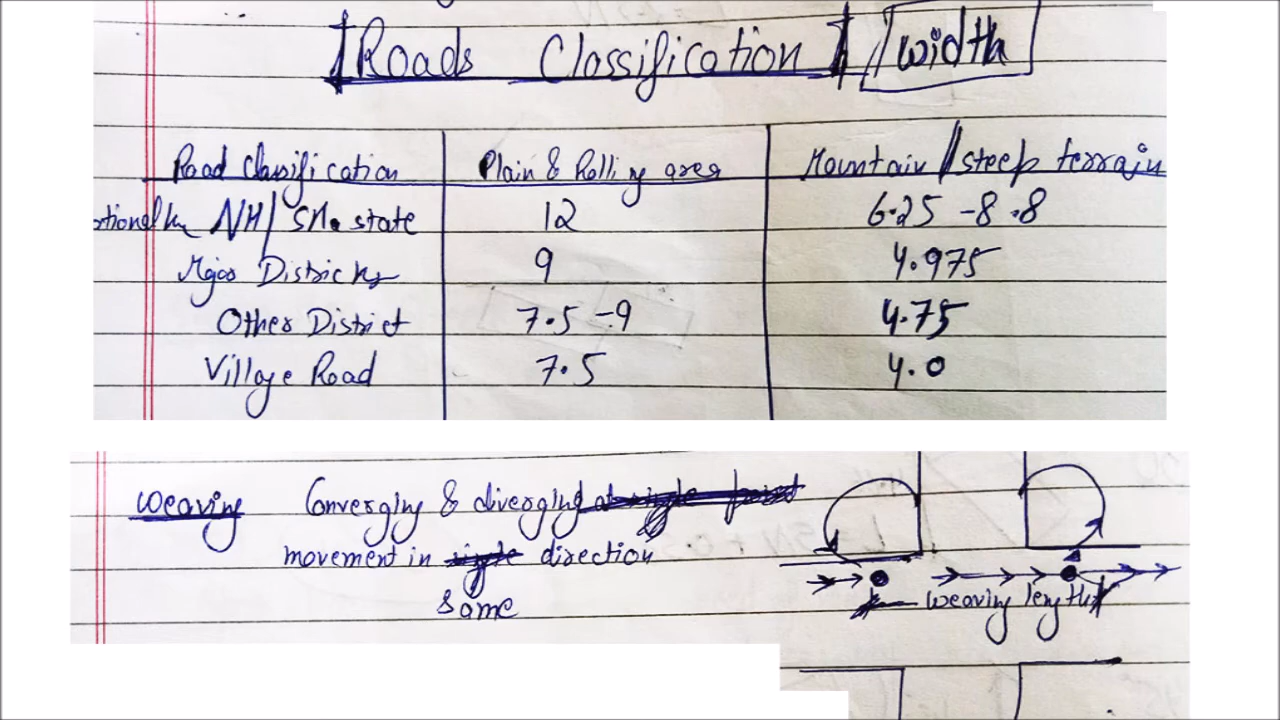 Roads Classification / width
Road Classification Plain & Rolling area Mountain / steep terrain
NH/ SH. state 12 6.25 - 8.8
Major District 9 4.975
Other District 7.5 - 9 4.75
Village Road 7.5 4.0
weaving Converging & diverging
movement in direction
same
weaving length